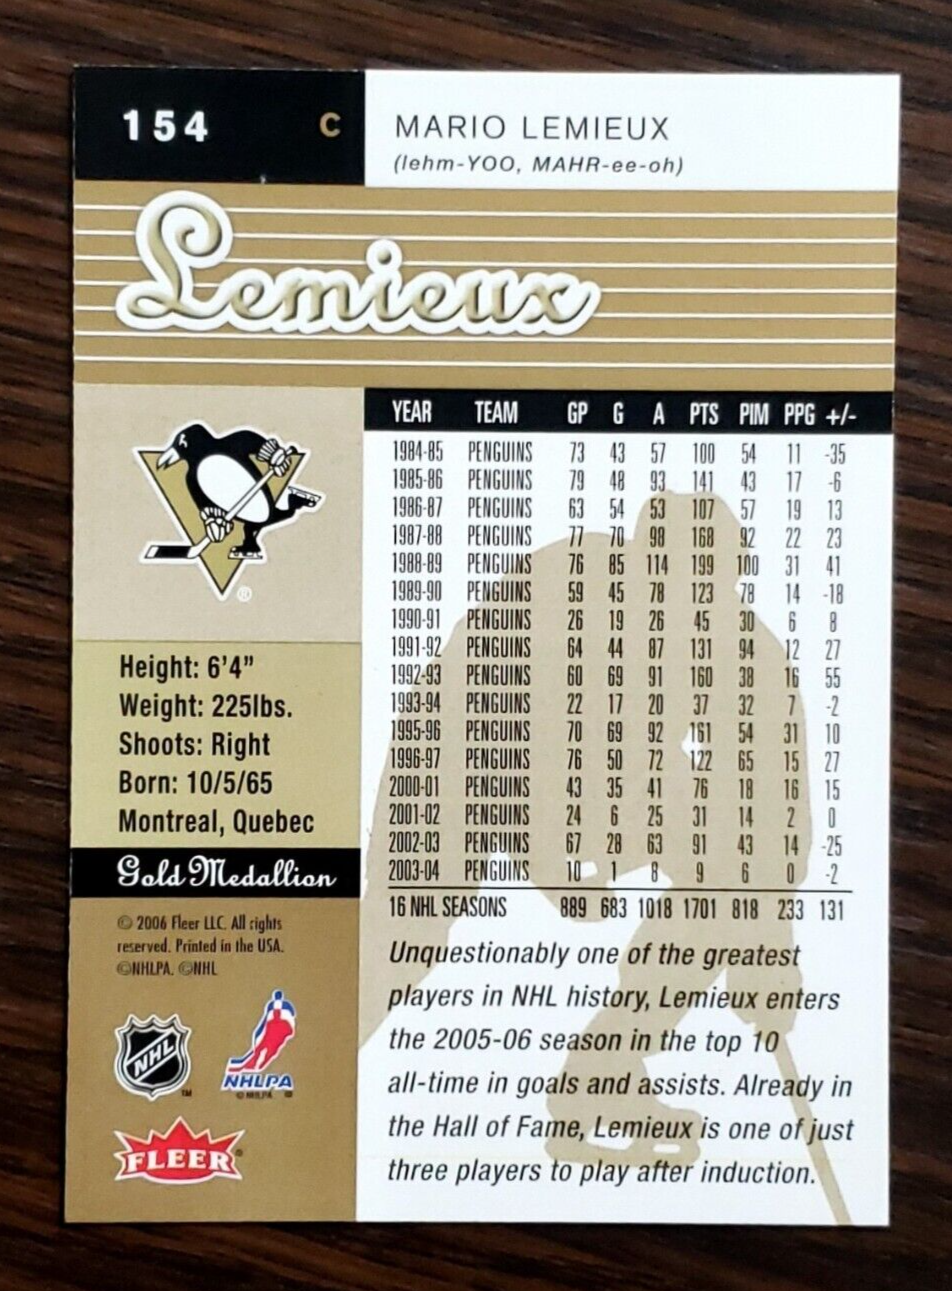 154 C
MARIO LEMIEUX
(lehm-YOO, MAHR-ee-oh)
Lemieux
YEAR TEAM GP G A PTS PIM PPG +/-
1984-85 PENGUINS 73 43 57 100 54 11 -35
1985-86 PENGUINS 79 48 93 141 43 17 -6
1986-87 PENGUINS 63 54 53 107 57 19 13
1987-88 PENGUINS 77 70 98 168 92 22 23
1988-89 PENGUINS 76 85 114 199 100 31 41
1989-90 PENGUINS 59 45 78 123 78 14 -18
1990-91 PENGUINS 26 19 26 45 30 6 8
1991-92 PENGUINS 64 44 87 131 94 12 27
1992-93 PENGUINS 60 69 91 160 38 16 55
1993-94 PENGUINS 22 17 20 37 32 7 -2
1995-96 PENGUINS 70 69 92 161 54 31 10
1996-97 PENGUINS 76 50 72 122 65 15 27
2000-01 PENGUINS 43 35 41 76 18 16 15
2001-02 PENGUINS 24 6 25 31 14 2 0
2002-03 PENGUINS 67 28 63 91 43 14 -25
2003-04 PENGUINS 10 1 8 9 6 0 -2
16 NHL SEASONS 889 683 1018 1701 818 233 131
®
Height: 6'4"
Weight: 225lbs.
Shoots: Right
Born: 10/5/65
Montreal, Quebec
Gold Medallion
© 2006 Fleer LLC. All rights
reserved. Printed in the USA.
©NHLPA. ©NHL
NHL
TM
NHLPA
FLEER
®
Unquestionably one of the greatest
players in NHL history, Lemieux enters
the 2005-06 season in the top 10
all-time in goals and assists. Already in
the Hall of Fame, Lemieux is one of just
three players to play after induction.